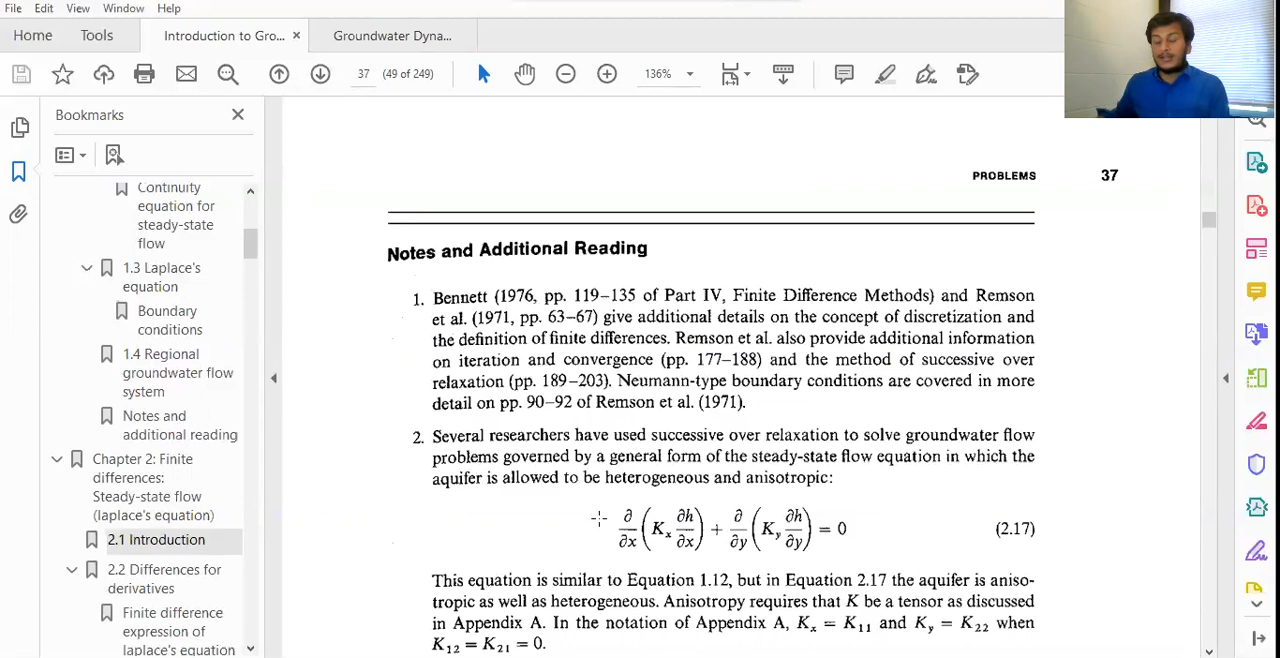 File Edit View Window Help
Home Tools Introduction to Gro... × Groundwater Dyna...
37 (49 of 249) 136%
Bookmarks
Continuity
equation for
steady-state
flow
1.3 Laplace's
equation
Boundary
conditions
1.4 Regional
groundwater flow
system
Notes and
additional reading
Chapter 2: Finite
differences:
Steady-state flow
(laplace's equation)
2.1 Introduction
2.2 Differences for
derivatives
Finite difference
expression of
laplace's equation
PROBLEMS 37
Notes and Additional Reading
1. Bennett (1976, pp. 119–135 of Part IV, Finite Difference Methods) and Remson
et al. (1971, pp. 63–67) give additional details on the concept of discretization and
the definition of finite differences. Remson et al. also provide additional information
on iteration and convergence (pp. 177–188) and the method of successive over
relaxation (pp. 189–203). Neumann-type boundary conditions are covered in more
detail on pp. 90–92 of Remson et al. (1971).
2. Several researchers have used successive over relaxation to solve groundwater flow
problems governed by a general form of the steady-state flow equation in which the
aquifer is allowed to be heterogeneous and anisotropic:
∂/∂x (Kx ∂h/∂x) + ∂/∂y (Ky ∂h/∂y) = 0 (2.17)
This equation is similar to Equation 1.12, but in Equation 2.17 the aquifer is aniso-
tropic as well as heterogeneous. Anisotropy requires that K be a tensor as discussed
in Appendix A. In the notation of Appendix A, Kx = K11 and Ky = K22 when
K12 = K21 = 0.